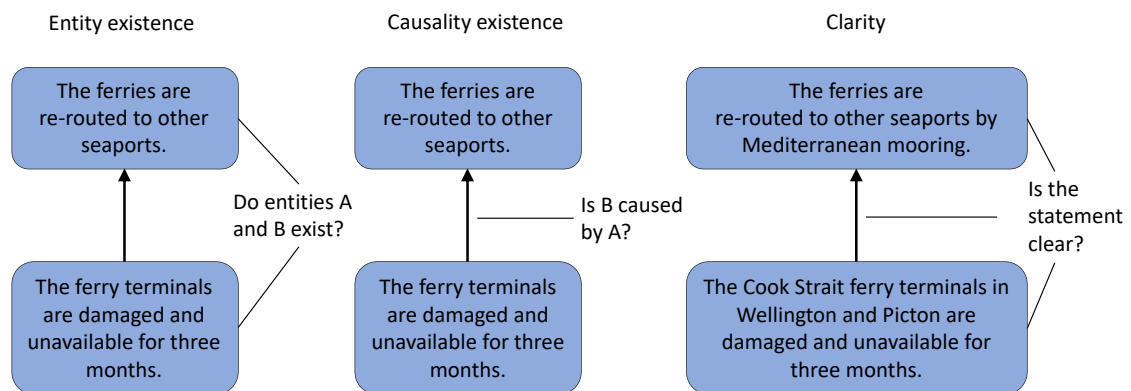 Entity existence
The ferries are
re-routed to other
seaports.
Do entities A
and B exist?
The ferry terminals
are damaged and
unavailable for three
months.
Causality existence
The ferries are
re-routed to other
seaports.
Is B caused
by A?
The ferry terminals
are damaged and
unavailable for three
months.
Clarity
The ferries are
re-routed to other seaports by
Mediterranean mooring.
Is the
statement
clear?
The Cook Strait ferry terminals in
Wellington and Picton are
damaged and unavailable for
three months.